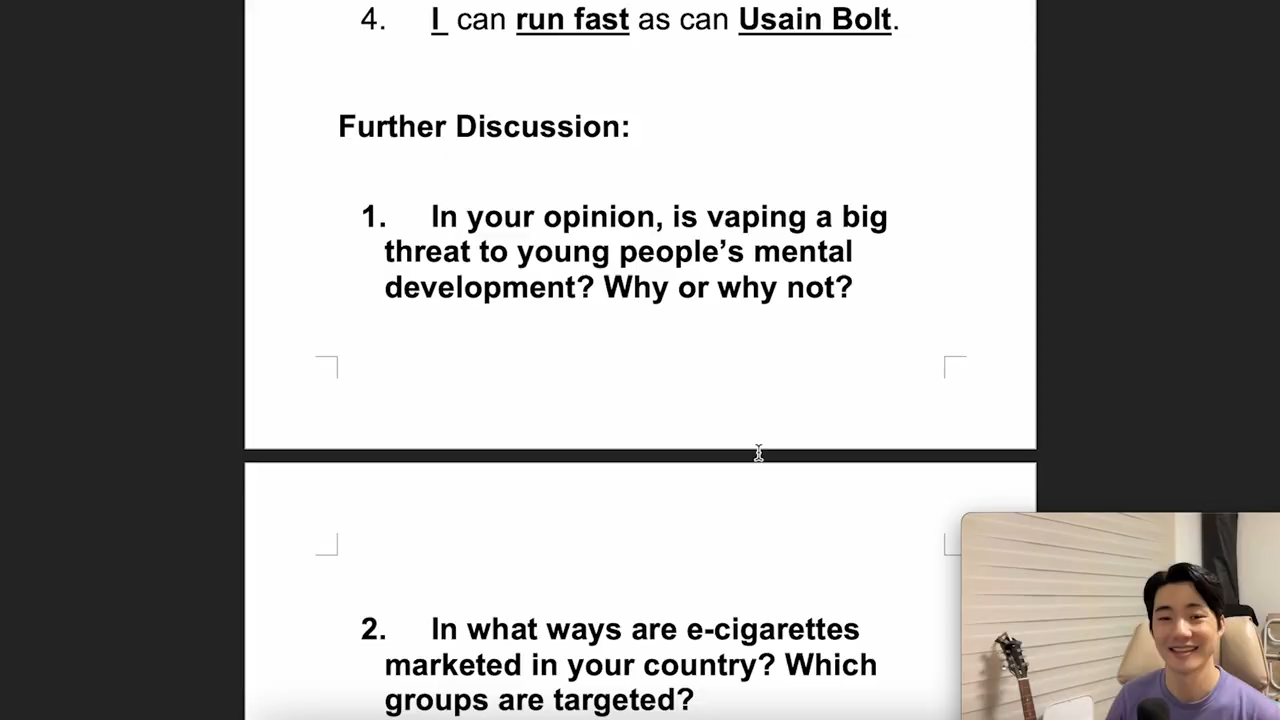 4. I can run fast as can Usain Bolt.
Further Discussion:
1. In your opinion, is vaping a big
threat to young people’s mental
development? Why or why not?
2. In what ways are e-cigarettes
marketed in your country? Which
groups are targeted?